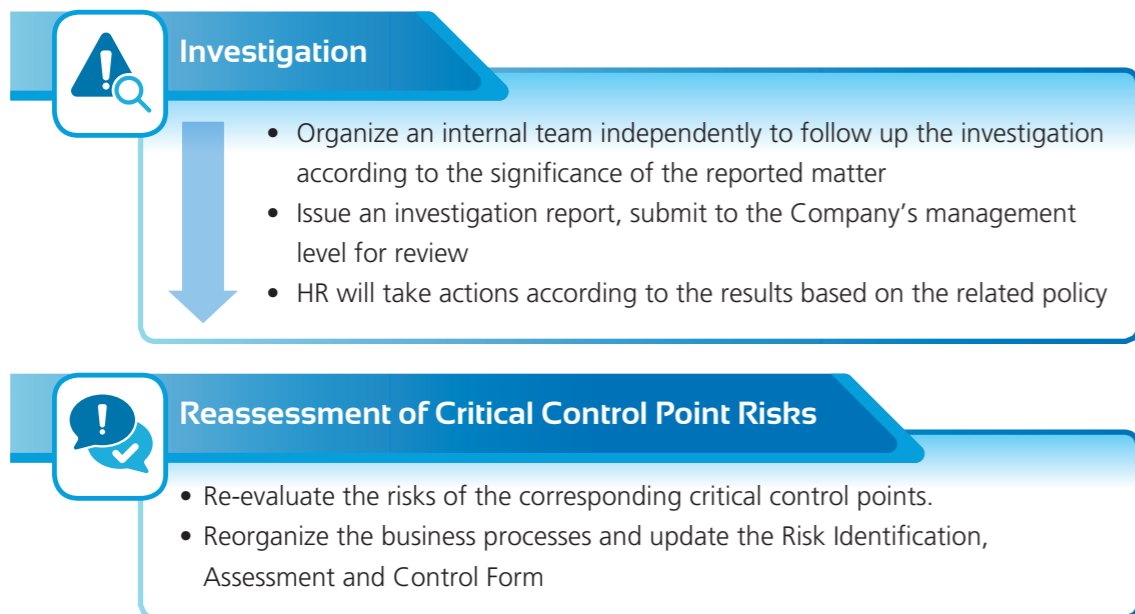 Investigation
• Organize an internal team independently to follow up the investigation
according to the significance of the reported matter
• Issue an investigation report, submit to the Company’s management
level for review
• HR will take actions according to the results based on the related policy
Reassessment of Critical Control Point Risks
• Re-evaluate the risks of the corresponding critical control points.
• Reorganize the business processes and update the Risk Identification,
Assessment and Control Form